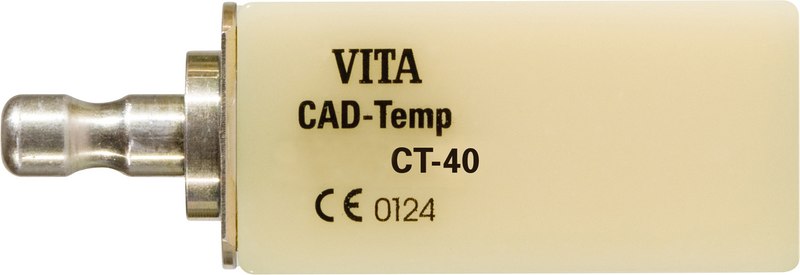 VITA
CAD-Temp
CT-40
CE 0124